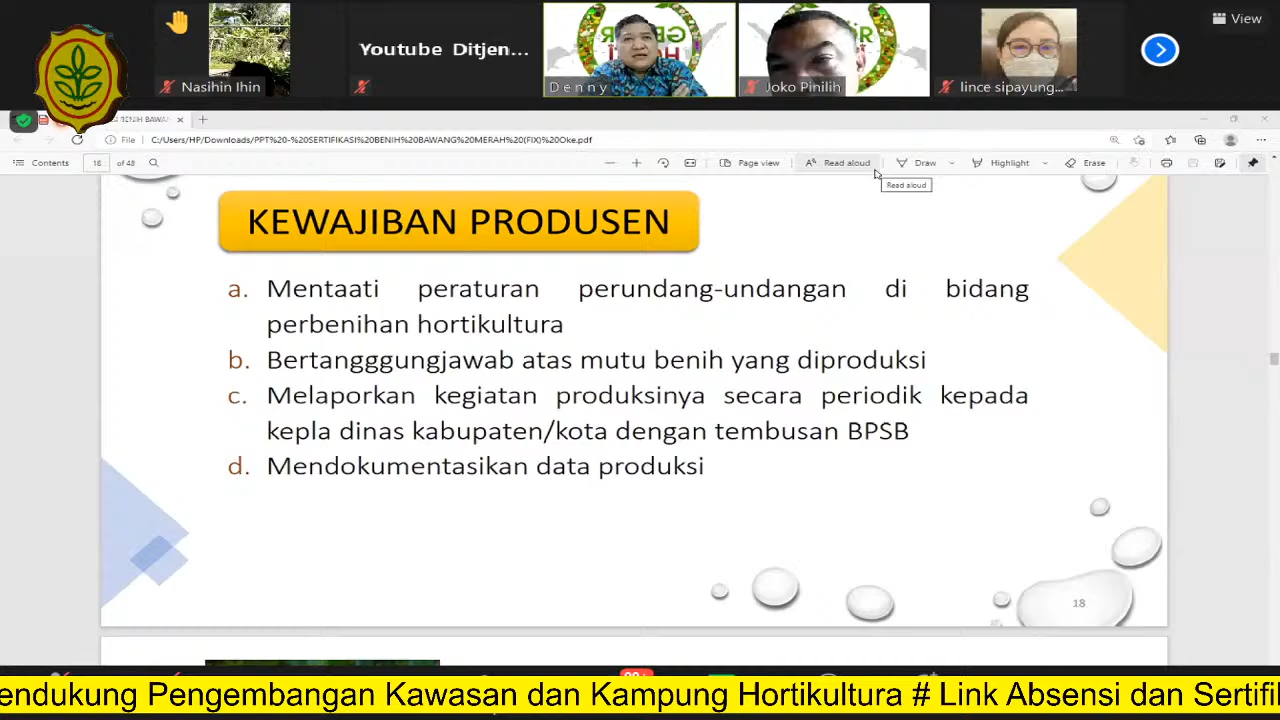 View
Youtube Ditjen...
Nasihin Ihin
Denny
Joko Pinilih
lince sipayung...
File
C:/Users/HP/Downloads/PPT%20-%20SERTIFIKASI%20BENIH%20BAWANG%20MERAH%20(FIX)%20Oke.pdf
Contents
18
of 48
Page view
Read aloud
Draw
Highlight
Erase
Read aloud
KEWAJIBAN PRODUSEN
a. Mentaati peraturan perundang-undangan di bidang
perbenihan hortikultura
b. Bertangggungjawab atas mutu benih yang diproduksi
c. Melaporkan kegiatan produksinya secara periodik kepada
kepla dinas kabupaten/kota dengan tembusan BPSB
d. Mendokumentasikan data produksi
18
endukung Pengembangan Kawasan dan Kampung Hortikultura # Link Absensi dan Sertifi